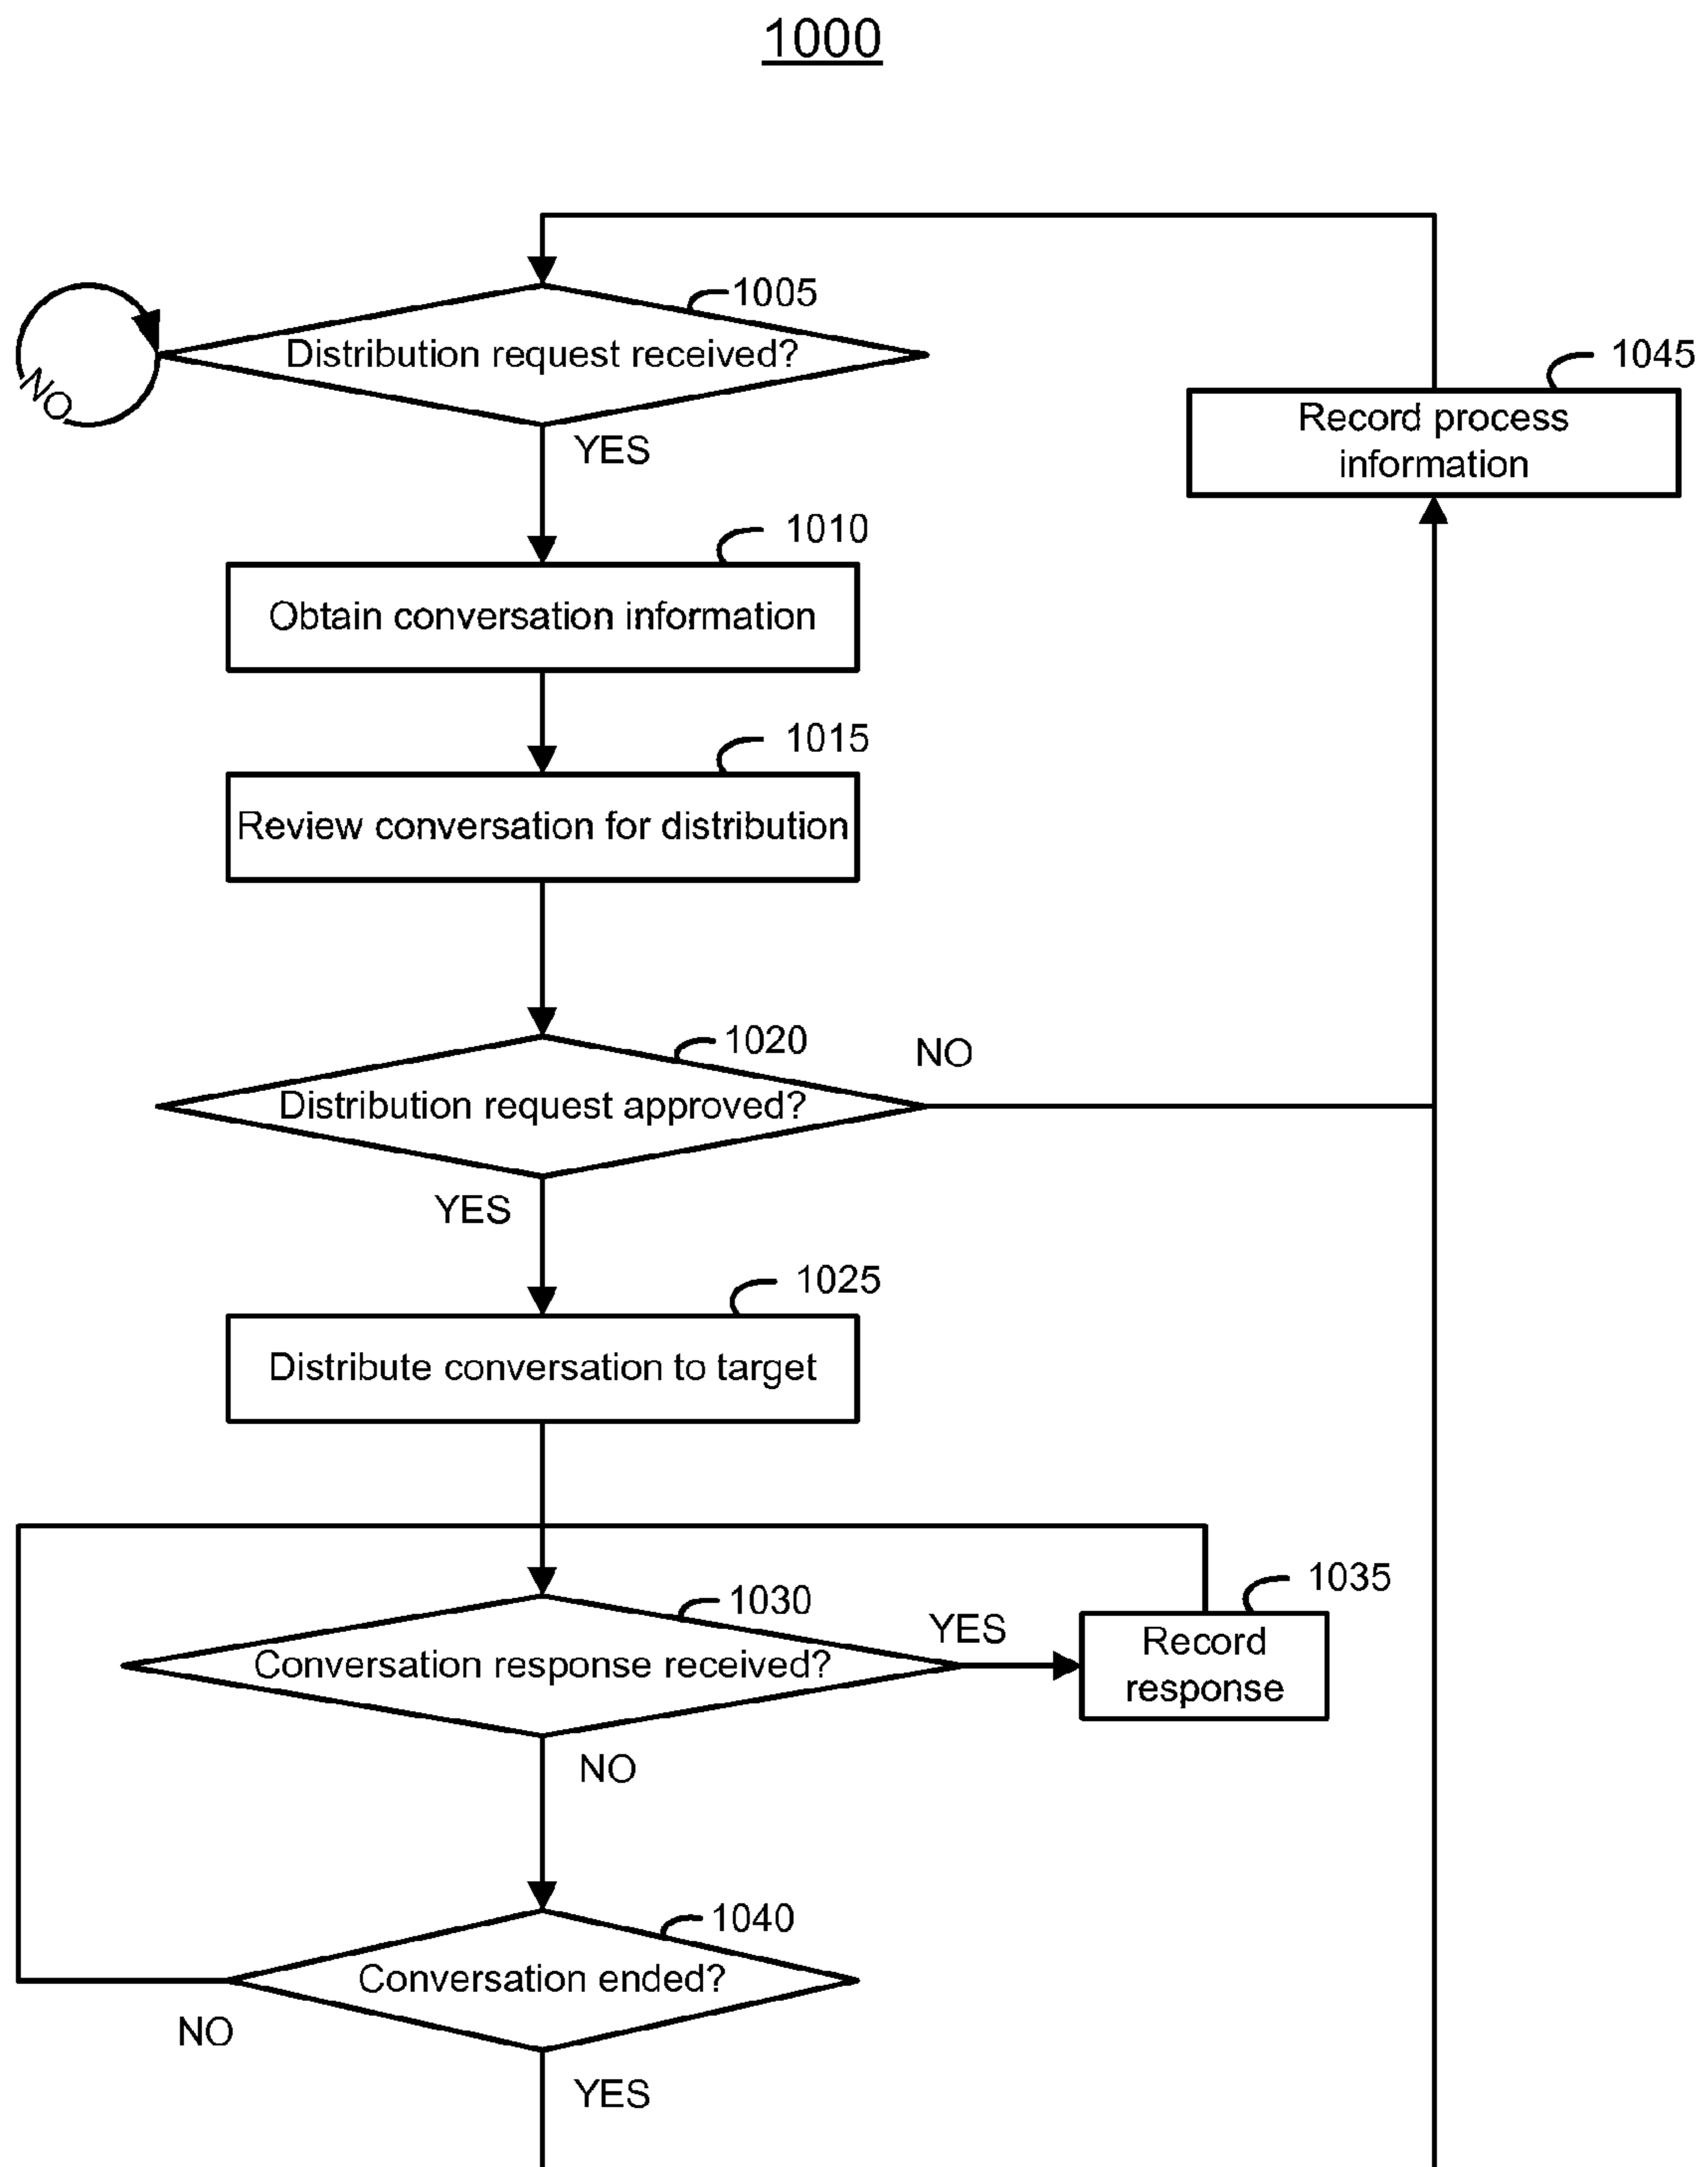 1000
1005
Distribution request received?
NO
YES
1045
Record process
information
1010
Obtain conversation information
1015
Review conversation for distribution
1020
NO
Distribution request approved?
YES
1025
Distribute conversation to target
1030
1035
YES
Conversation response received?
Record
response
NO
1040
Conversation ended?
NO
YES